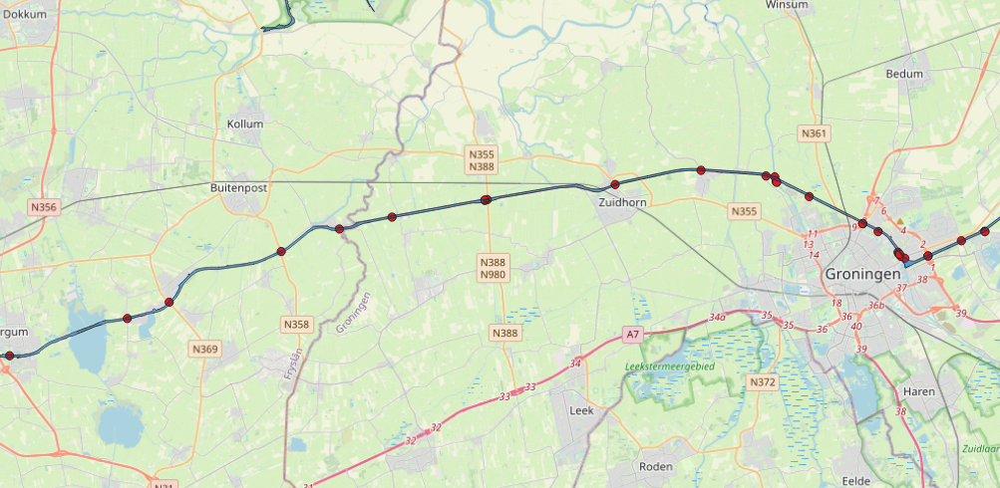 Dokkum
Winsum
Bedum
Kollum
N361
N355
N388
Buitenpost
N356
Zuidhorn
N355
7
6
9
4
11
13
14
2
1
N388
N980
Groningen
38
37
Groningen
N358
18
36b
39
34a
35
35
36
36
40
rgum
N388
A7
N369
39
Fryslân
34
Leekstermeergebied
N372
33
33
Haren
Leek
38
32
32
Zuidlaar
Roden
Eelde
31
N31